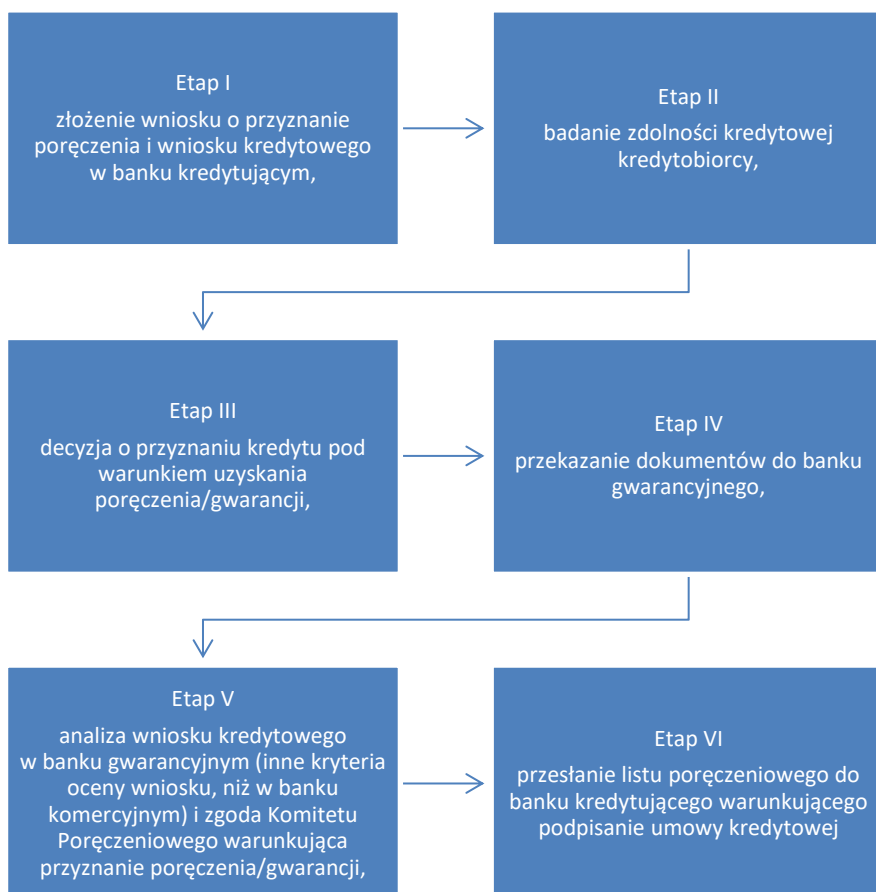 Etap I
złożenie wniosku o przyznanie
poręczenia i wniosku kredytowego
w banku kredytującym,
Etap II
badanie zdolności kredytowej
kredytobiorcy,
Etap III
decyzja o przyznaniu kredytu pod
warunkiem uzyskania
poręczenia/gwarancji,
Etap IV
przekazanie dokumentów do banku
gwarancyjnego,
Etap V
analiza wniosku kredytowego
w banku gwarancyjnym (inne kryteria
oceny wniosku, niż w banku
komercyjnym) i zgoda Komitetu
Poręczeniowego warunkująca
przyznanie poręczenia/gwarancji,
Etap VI
przesłanie listu poręczeniowego do
banku kredytującego warunkującego
podpisanie umowy kredytowej